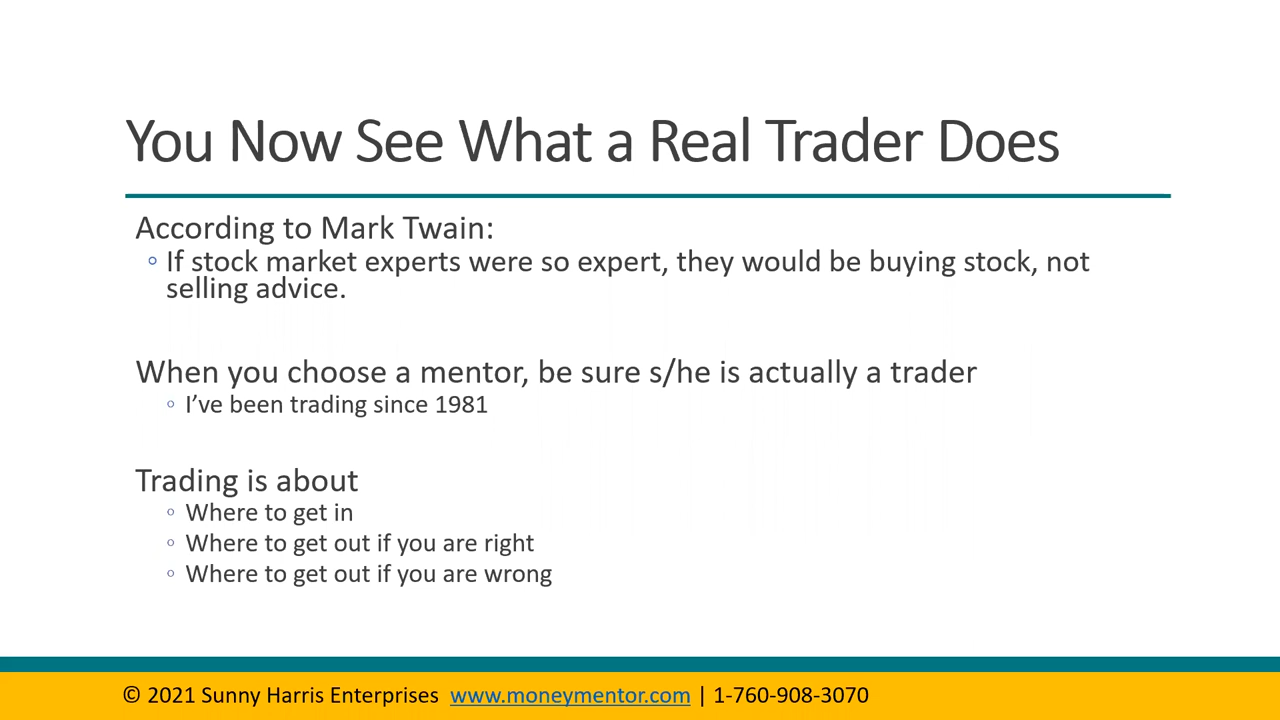 You Now See What a Real Trader Does
According to Mark Twain:
◦ If stock market experts were so expert, they would be buying stock, not
selling advice.
When you choose a mentor, be sure s/he is actually a trader
◦ I’ve been trading since 1981
Trading is about
◦ Where to get in
◦ Where to get out if you are right
◦ Where to get out if you are wrong
© 2021 Sunny Harris Enterprises www.moneymentor.com | 1-760-908-3070